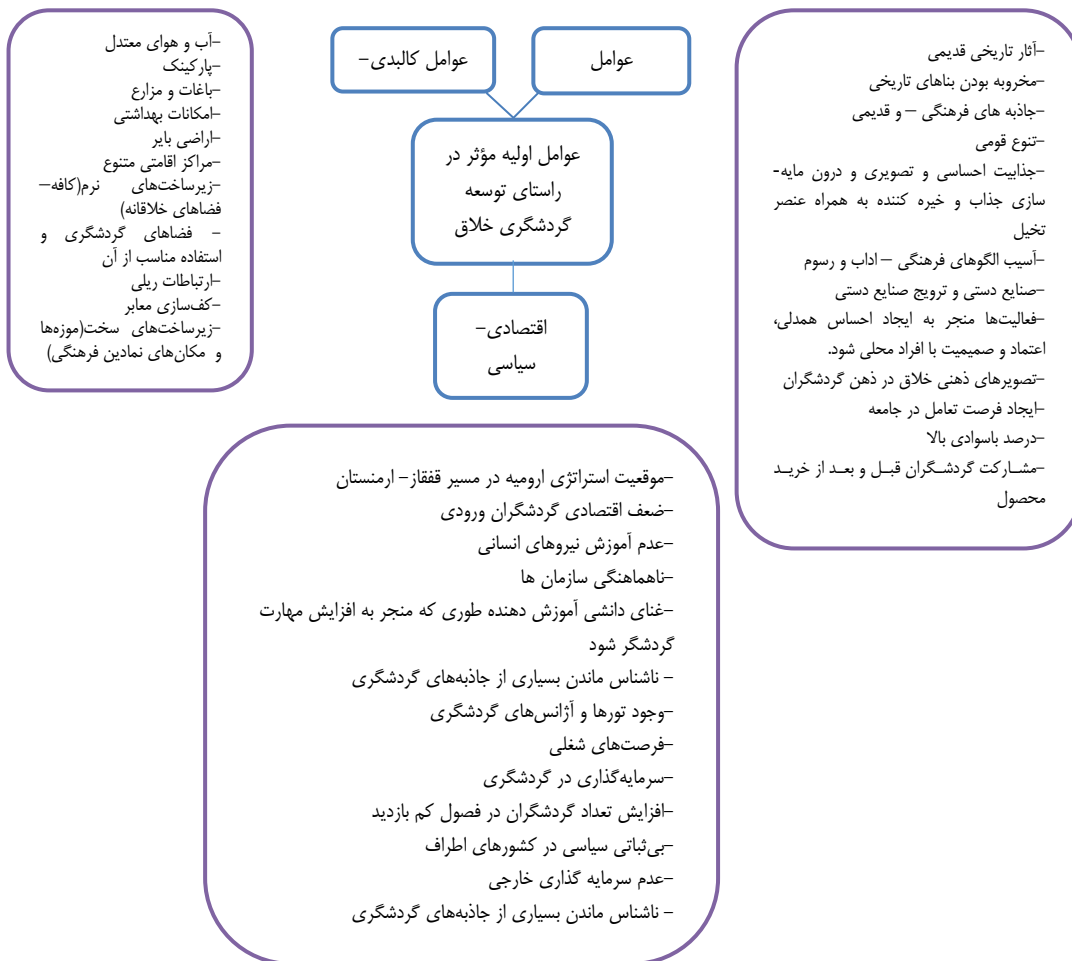 عوامل
عوامل کالبدی–
عوامل اولیه مؤثر در
راستای توسعه
گردشگری خلاق
اقتصادی–
سیاسی
–آثار تاریخی قدیمی
–مخروبه بودن بناهای تاریخی
–جاذبه های فرهنگی – و قدیمی
–تنوع قومی
–جذابیت احساسی و تصویری و درون مایه-
سازی جذاب و خیره کننده به همراه عنصر
تخیل
–آسیب الگوهای فرهنگی – اداب و رسوم
–صنایع دستی و ترویج صنایع دستی
–فعالیت‌ها منجر به ایجاد احساس همدلی،
اعتماد و صمیمیت با افراد محلی شود.
–تصویرهای ذهنی خلاق در ذهن گردشگران
–ایجاد فرصت تعامل در جامعه
–درصد باسوادی بالا
–مشارکت گردشگران قبل و بعد از خرید
محصول
–آب و هوای معتدل
–پارکینک
–باغات و مزارع
–امکانات بهداشتی
–اراضی بایر
–مراکز اقامتی متنوع
–زیرساخت‌های نرم(کافه–
فضاهای خلاقانه)
– فضاهای گردشگری و
استفاده مناسب از آن
–ارتباطات ریلی
–کف‌سازی معابر
–زیرساخت‌های سخت(موزه‌ها
و مکان‌های نمادین فرهنگی)
–موقعیت استراتژی ارومیه در مسیر قفقاز– ارمنستان
–ضعف اقتصادی گردشگران ورودی
–عدم آموزش نیروهای انسانی
–ناهماهنگی سازمان ها
–غنای دانشی آموزش دهنده طوری که منجر به افزایش مهارت
گردشگر شود
– ناشناس ماندن بسیاری از جاذبه‌های گردشگری
–وجود تورها و آژانس‌های گردشگری
–فرصت‌های شغلی
–سرمایه‌گذاری در گردشگری
–افزایش تعداد گردشگران در فصول کم بازدید
–بی‌ثباتی سیاسی در کشورهای اطراف
–عدم سرمایه گذاری خارجی
– ناشناس ماندن بسیاری از جاذبه‌های گردشگری